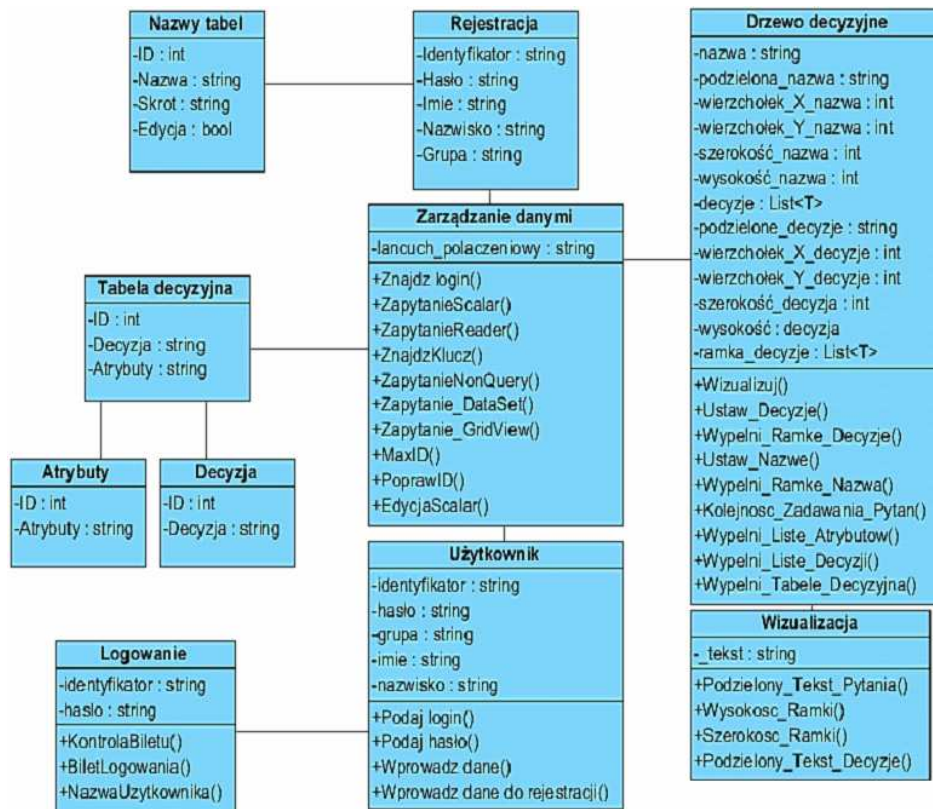 Nazwy tabel
-ID : int
-Nazwa : string
-Skrot : string
-Edycja : bool
Rejestracja
-Identyfikator : string
-Hasło : string
-Imie : string
-Nazwisko : string
-Grupa : string
Drzewo decyzyjne
-nazwa : string
-podzielona_nazwa : string
-wierzchołek_X_nazwa : int
-wierzchołek_Y_nazwa : int
-szerokość_nazwa : int
-wysokość_nazwa : int
-decyzje : List<T>
-podzielone_decyzje : string
-wierzchołek_X_decyzje : int
-wierzchołek_Y_decyzje : int
-szerokość_decyzja : int
-wysokość : decyzja
-ramka_decyzje : List<T>
+Wizualizuj()
+Ustaw_Decyzje()
+Wypelni_Ramke_Decyzje()
+Ustaw_Nazwe()
+Wypelni_Ramke_Nazwa()
+Kolejnosc_Zadawania_Pytan()
+Wypelni_Liste_Atrybutow()
+Wypelni_Liste_Decyzji()
+Wypelni_Tabele_Decyzyjna()
Zarządzanie danymi
-lancuch_polaczeniowy : string
+Znajdz login()
+ZapytanieScalar()
+ZapytanieReader()
+ZnajdzKlucz()
+ZapytanieNonQuery()
+Zapytanie_DataSet()
+Zapytanie_GridView()
+MaxID()
+PoprawID()
+EdycjaScalar()
Tabela decyzyjna
-ID : int
-Decyzja : string
-Atrybuty : string
Atrybuty
-ID : int
-Atrybuty : string
Decyzja
-ID : int
-Decyzja : string
Użytkownik
-identyfikator : string
-hasło : string
-grupa : string
-imie : string
-nazwisko : string
+Podaj login()
+Podaj hasło()
+Wprowadz dane()
+Wprowadz dane do rejestracji()
Logowanie
-identyfikator : string
-haslo : string
+KontrolaBiletu()
+BiletLogowania()
+NazwaUzytkownika()
Wizualizacja
-_tekst : string
+Podzielony_Tekst_Pytania()
+Wysokosc_Ramki()
+Szerokosc_Ramki()
+Podzielony_Tekst_Decyzje()